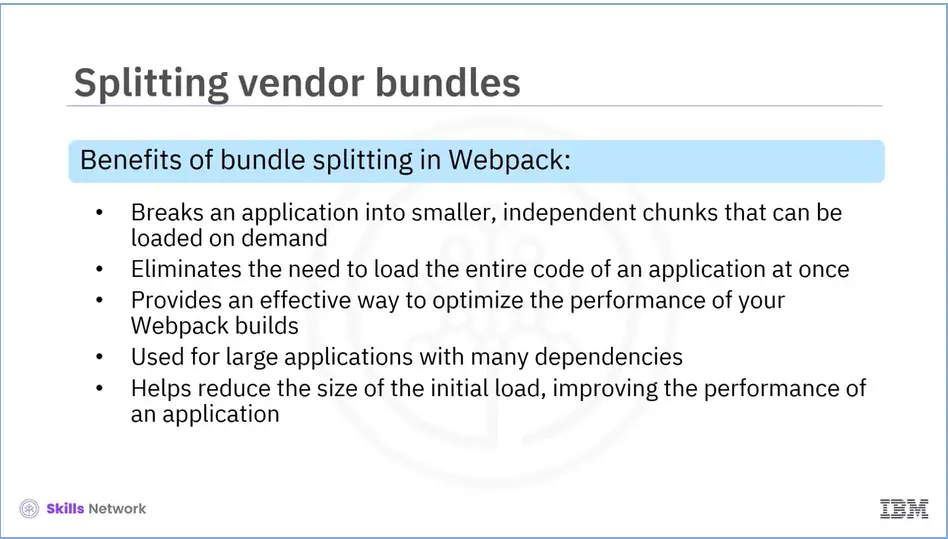 Splitting vendor bundles
Benefits of bundle splitting in Webpack:
• Breaks an application into smaller, independent chunks that can be
loaded on demand
• Eliminates the need to load the entire code of an application at once
• Provides an effective way to optimize the performance of your
Webpack builds
• Used for large applications with many dependencies
• Helps reduce the size of the initial load, improving the performance of
an application
Skills Network
IBM